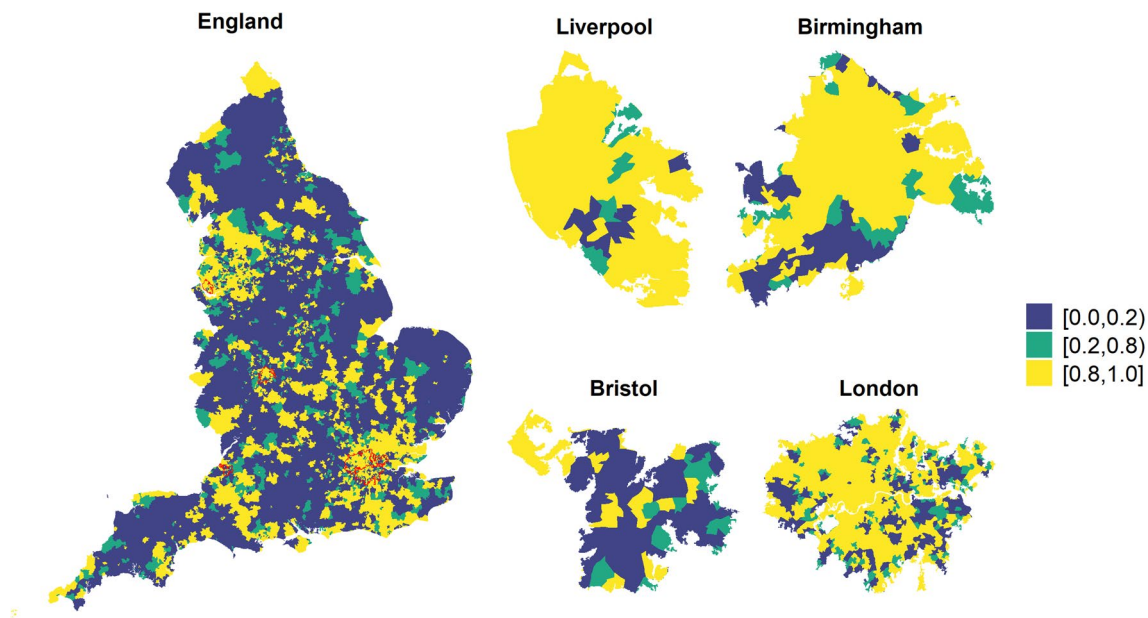 England
Liverpool
Birmingham
[0.0,0.2)
[0.2,0.8)
[0.8,1.0]
Bristol
London